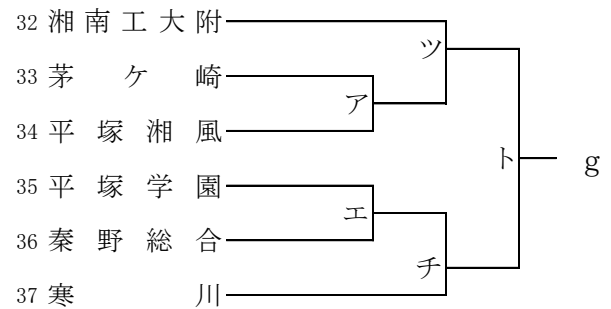 32 湘南工大附
ツ
33 茅ケ崎
ア
34 平塚湘風
ト g
35 平塚学園
エ
36 秦野総合
チ
37 寒川